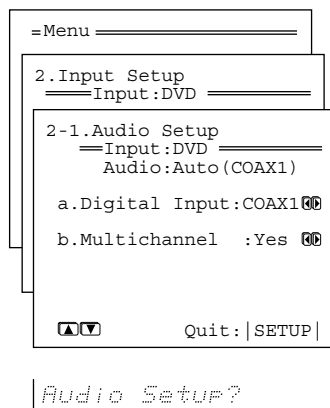 Menu
2.Input Setup
Input:DVD
2-1.Audio Setup
Input:DVD
Audio:Auto(COAX1)
a.Digital Input:COAX1
b.Multichannel :Yes
Quit:|SETUP|
Audio Setup?